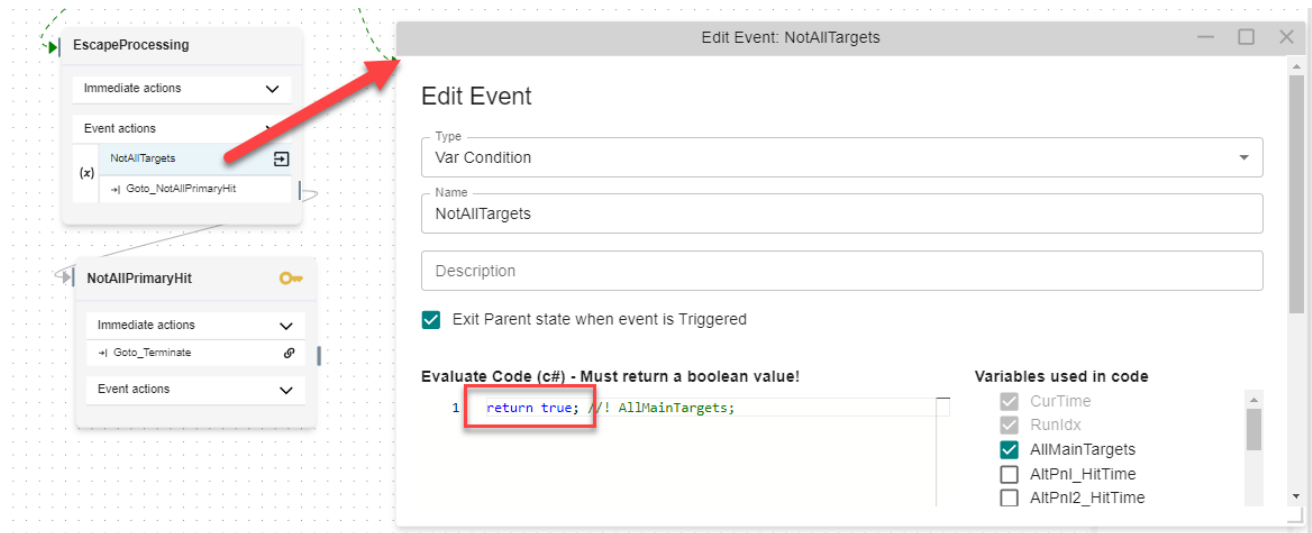 EscapeProcessing
Immediate actions
Event actions
(x)
NotAllTargets
Goto_NotAllPrimaryHit
NotAllPrimaryHit
Immediate actions
Goto_Terminate
Event actions
Edit Event: NotAllTargets
Edit Event
Type
Var Condition
Name
NotAllTargets
Description
Exit Parent state when event is Triggered
Evaluate Code (c#) - Must return a boolean value!
1 return true; //! AllMainTargets;
Variables used in code
CurTime
RunIdx
AllMainTargets
AltPnl_HitTime
AltPnl2_HitTime